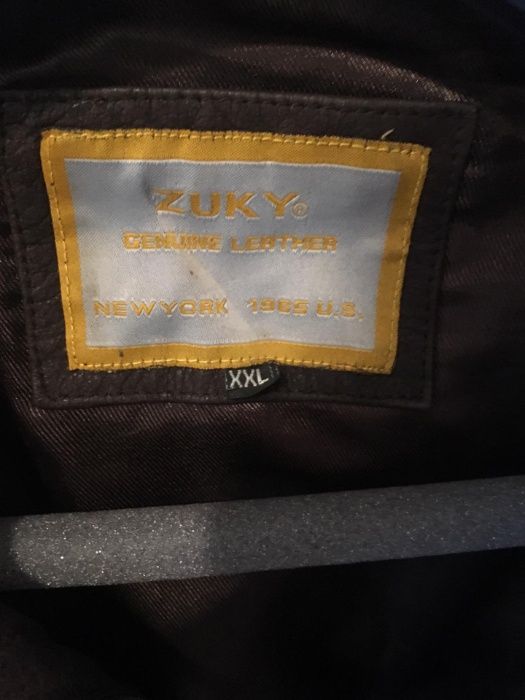 ZUKY®
GENUINE LEATHER
NEWYORK 1965 U.S.
XXL